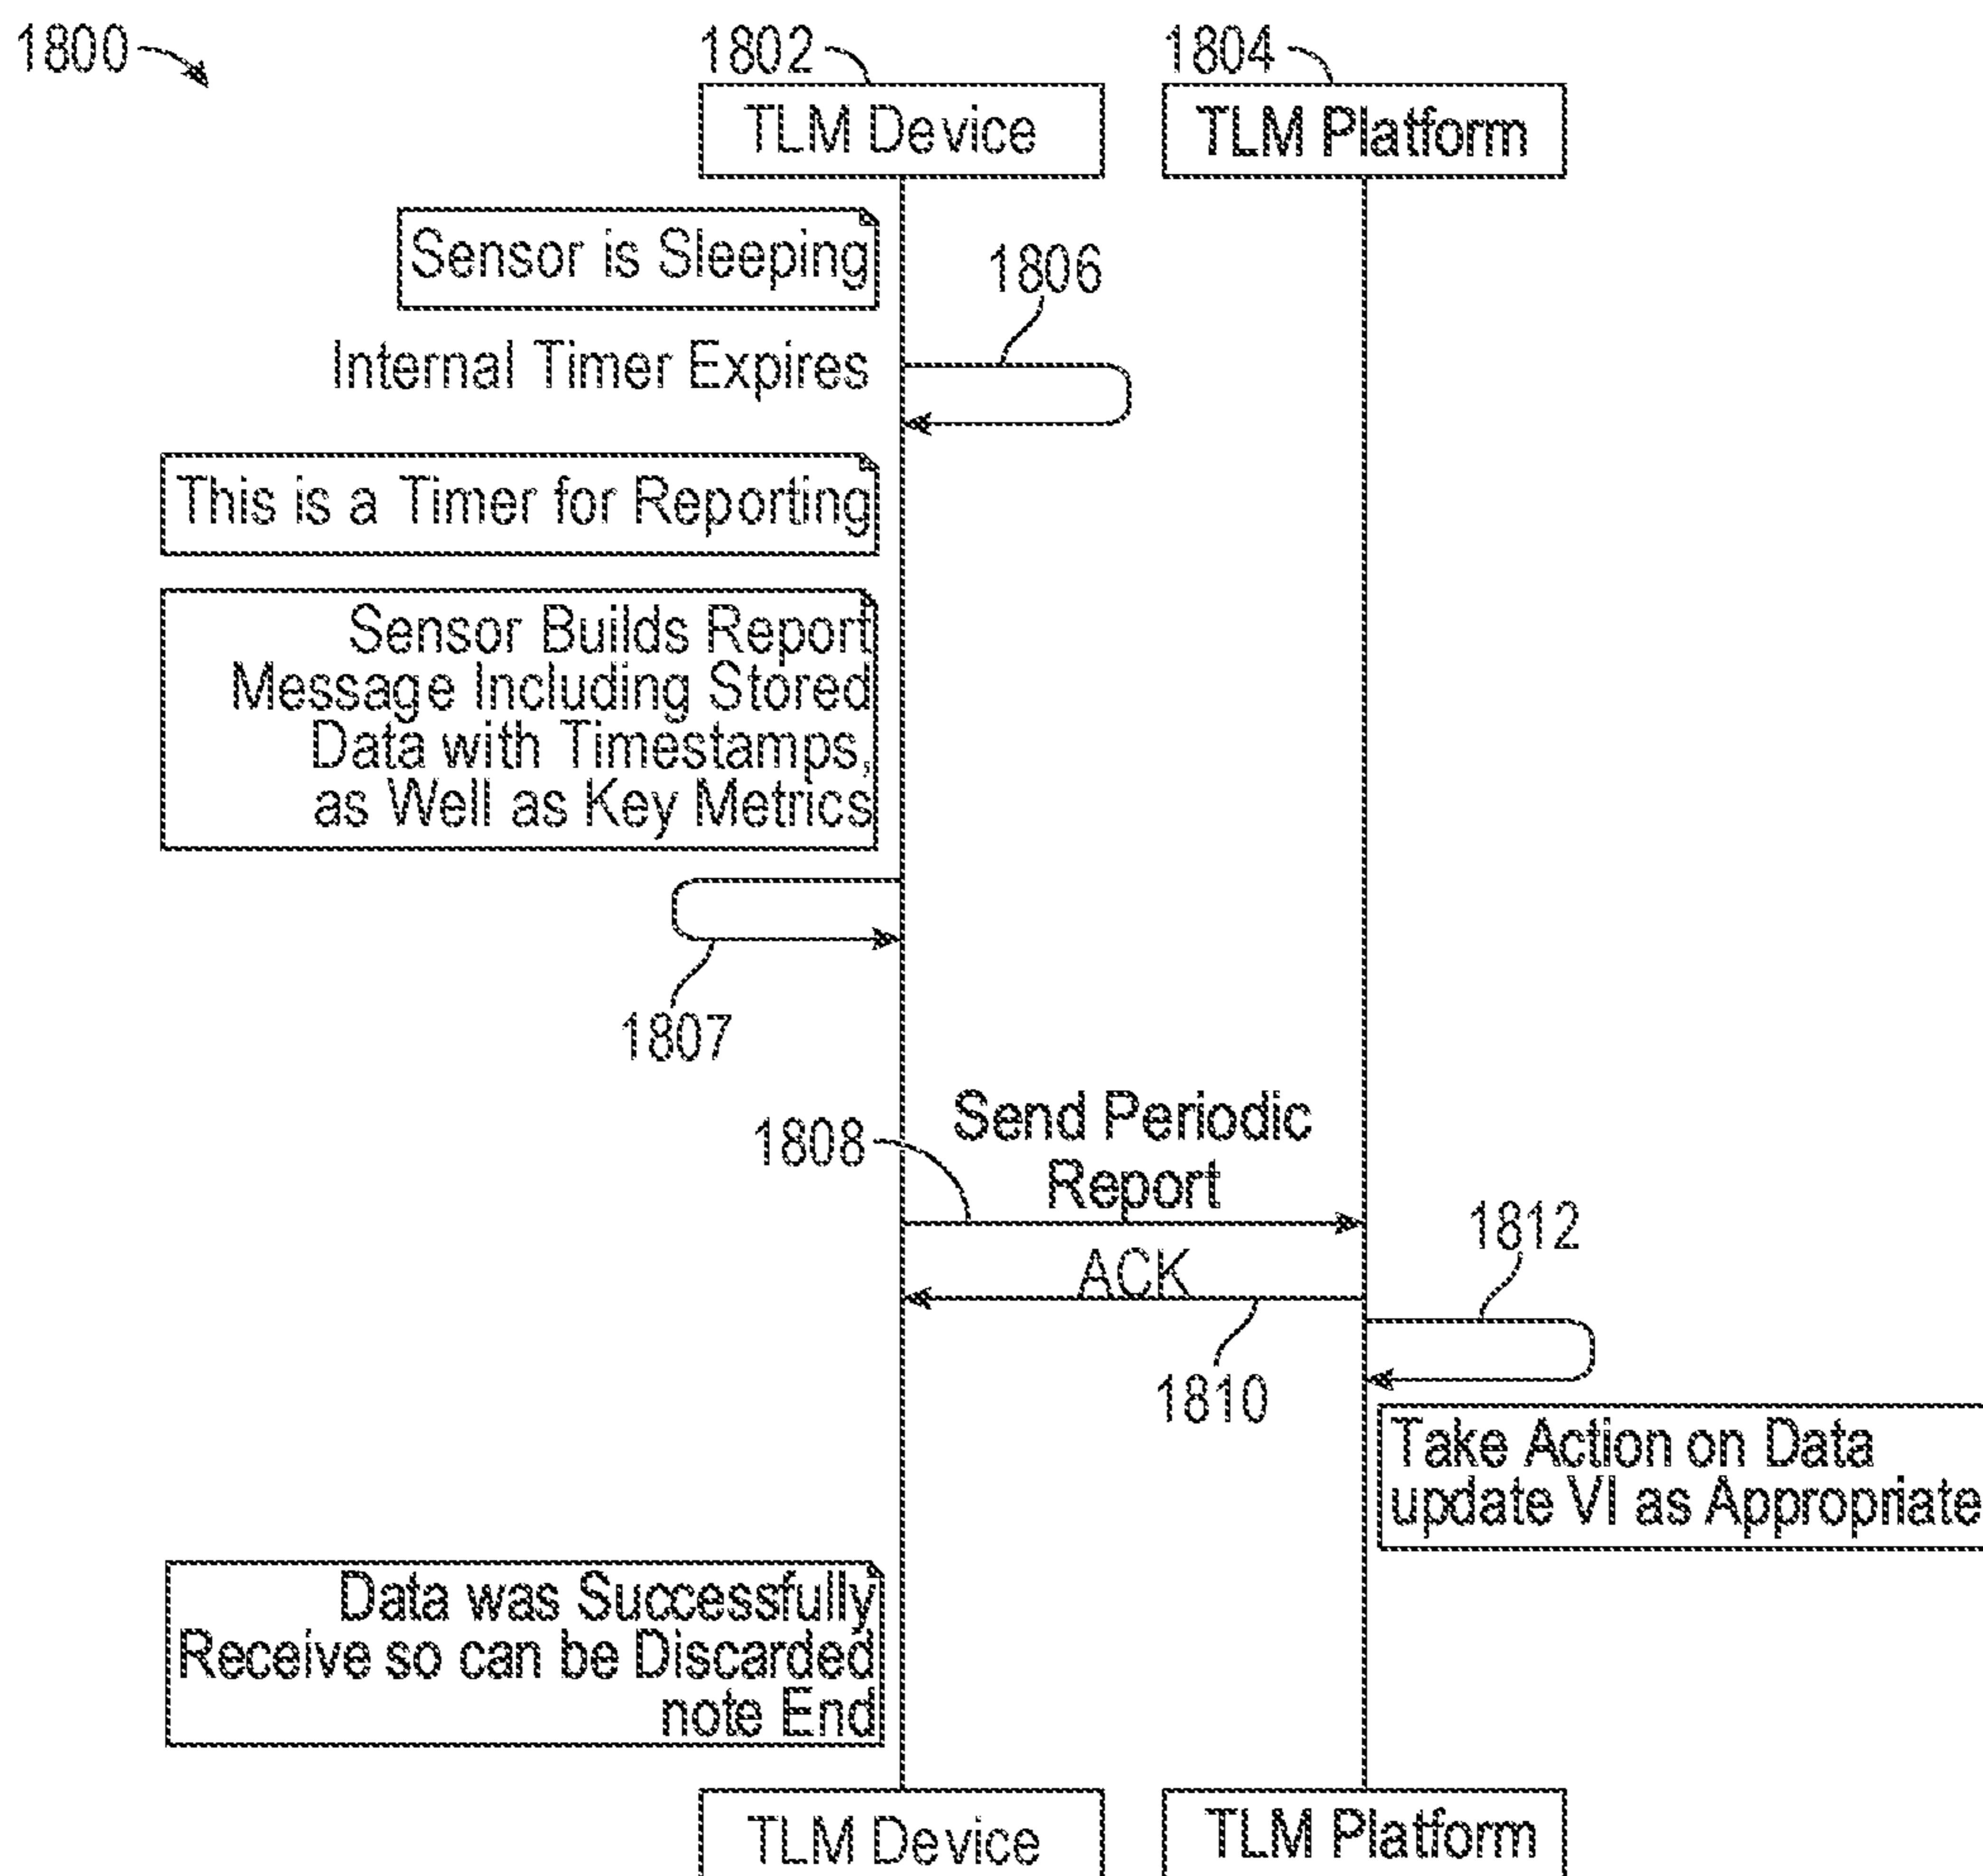 1800
1802
1804
TLM Device
TLM Platform
Sensor is Sleeping
1806
Internal Timer Expires
This is a Timer for Reporting
Sensor Builds Report
Message Including Stored
Data with Timestamps,
as Well as Key Metrics
1807
Send Periodic
Report
1808
ACK
1812
1810
Take Action on Data
update VI as Appropriate
Data was Successfully
Receive so can be Discarded
note End
TLM Device
TLM Platform